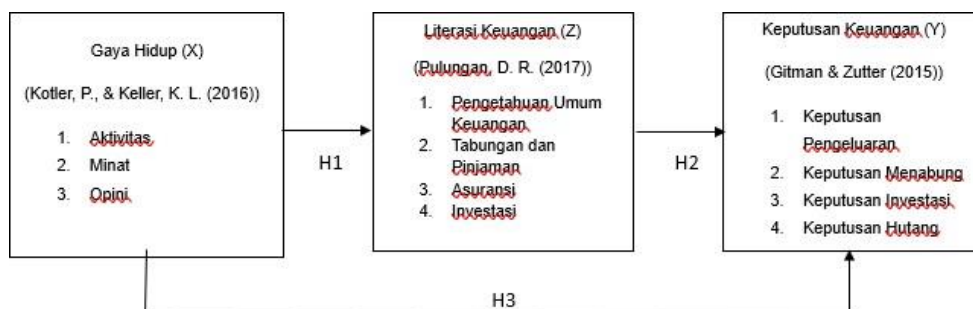 Gaya Hidup (X)
(Kotler, P., & Keller, K. L. (2016))
1. Aktivitas
2. Minat
3. Opini
H1
Literasi Keuangan (Z)
(Pulungan, D. R. (2017))
1. Pengetahuan Umum
Keuangan
2. Tabungan dan
Pinjaman
3. Asuransi
4. Investasi
H2
Keputusan Keuangan (Y)
(Gitman & Zutter (2015))
1. Keputusan
Pengeluaran
2. Keputusan Menabung
3. Keputusan Investasi
4. Keputusan Hutang
H3